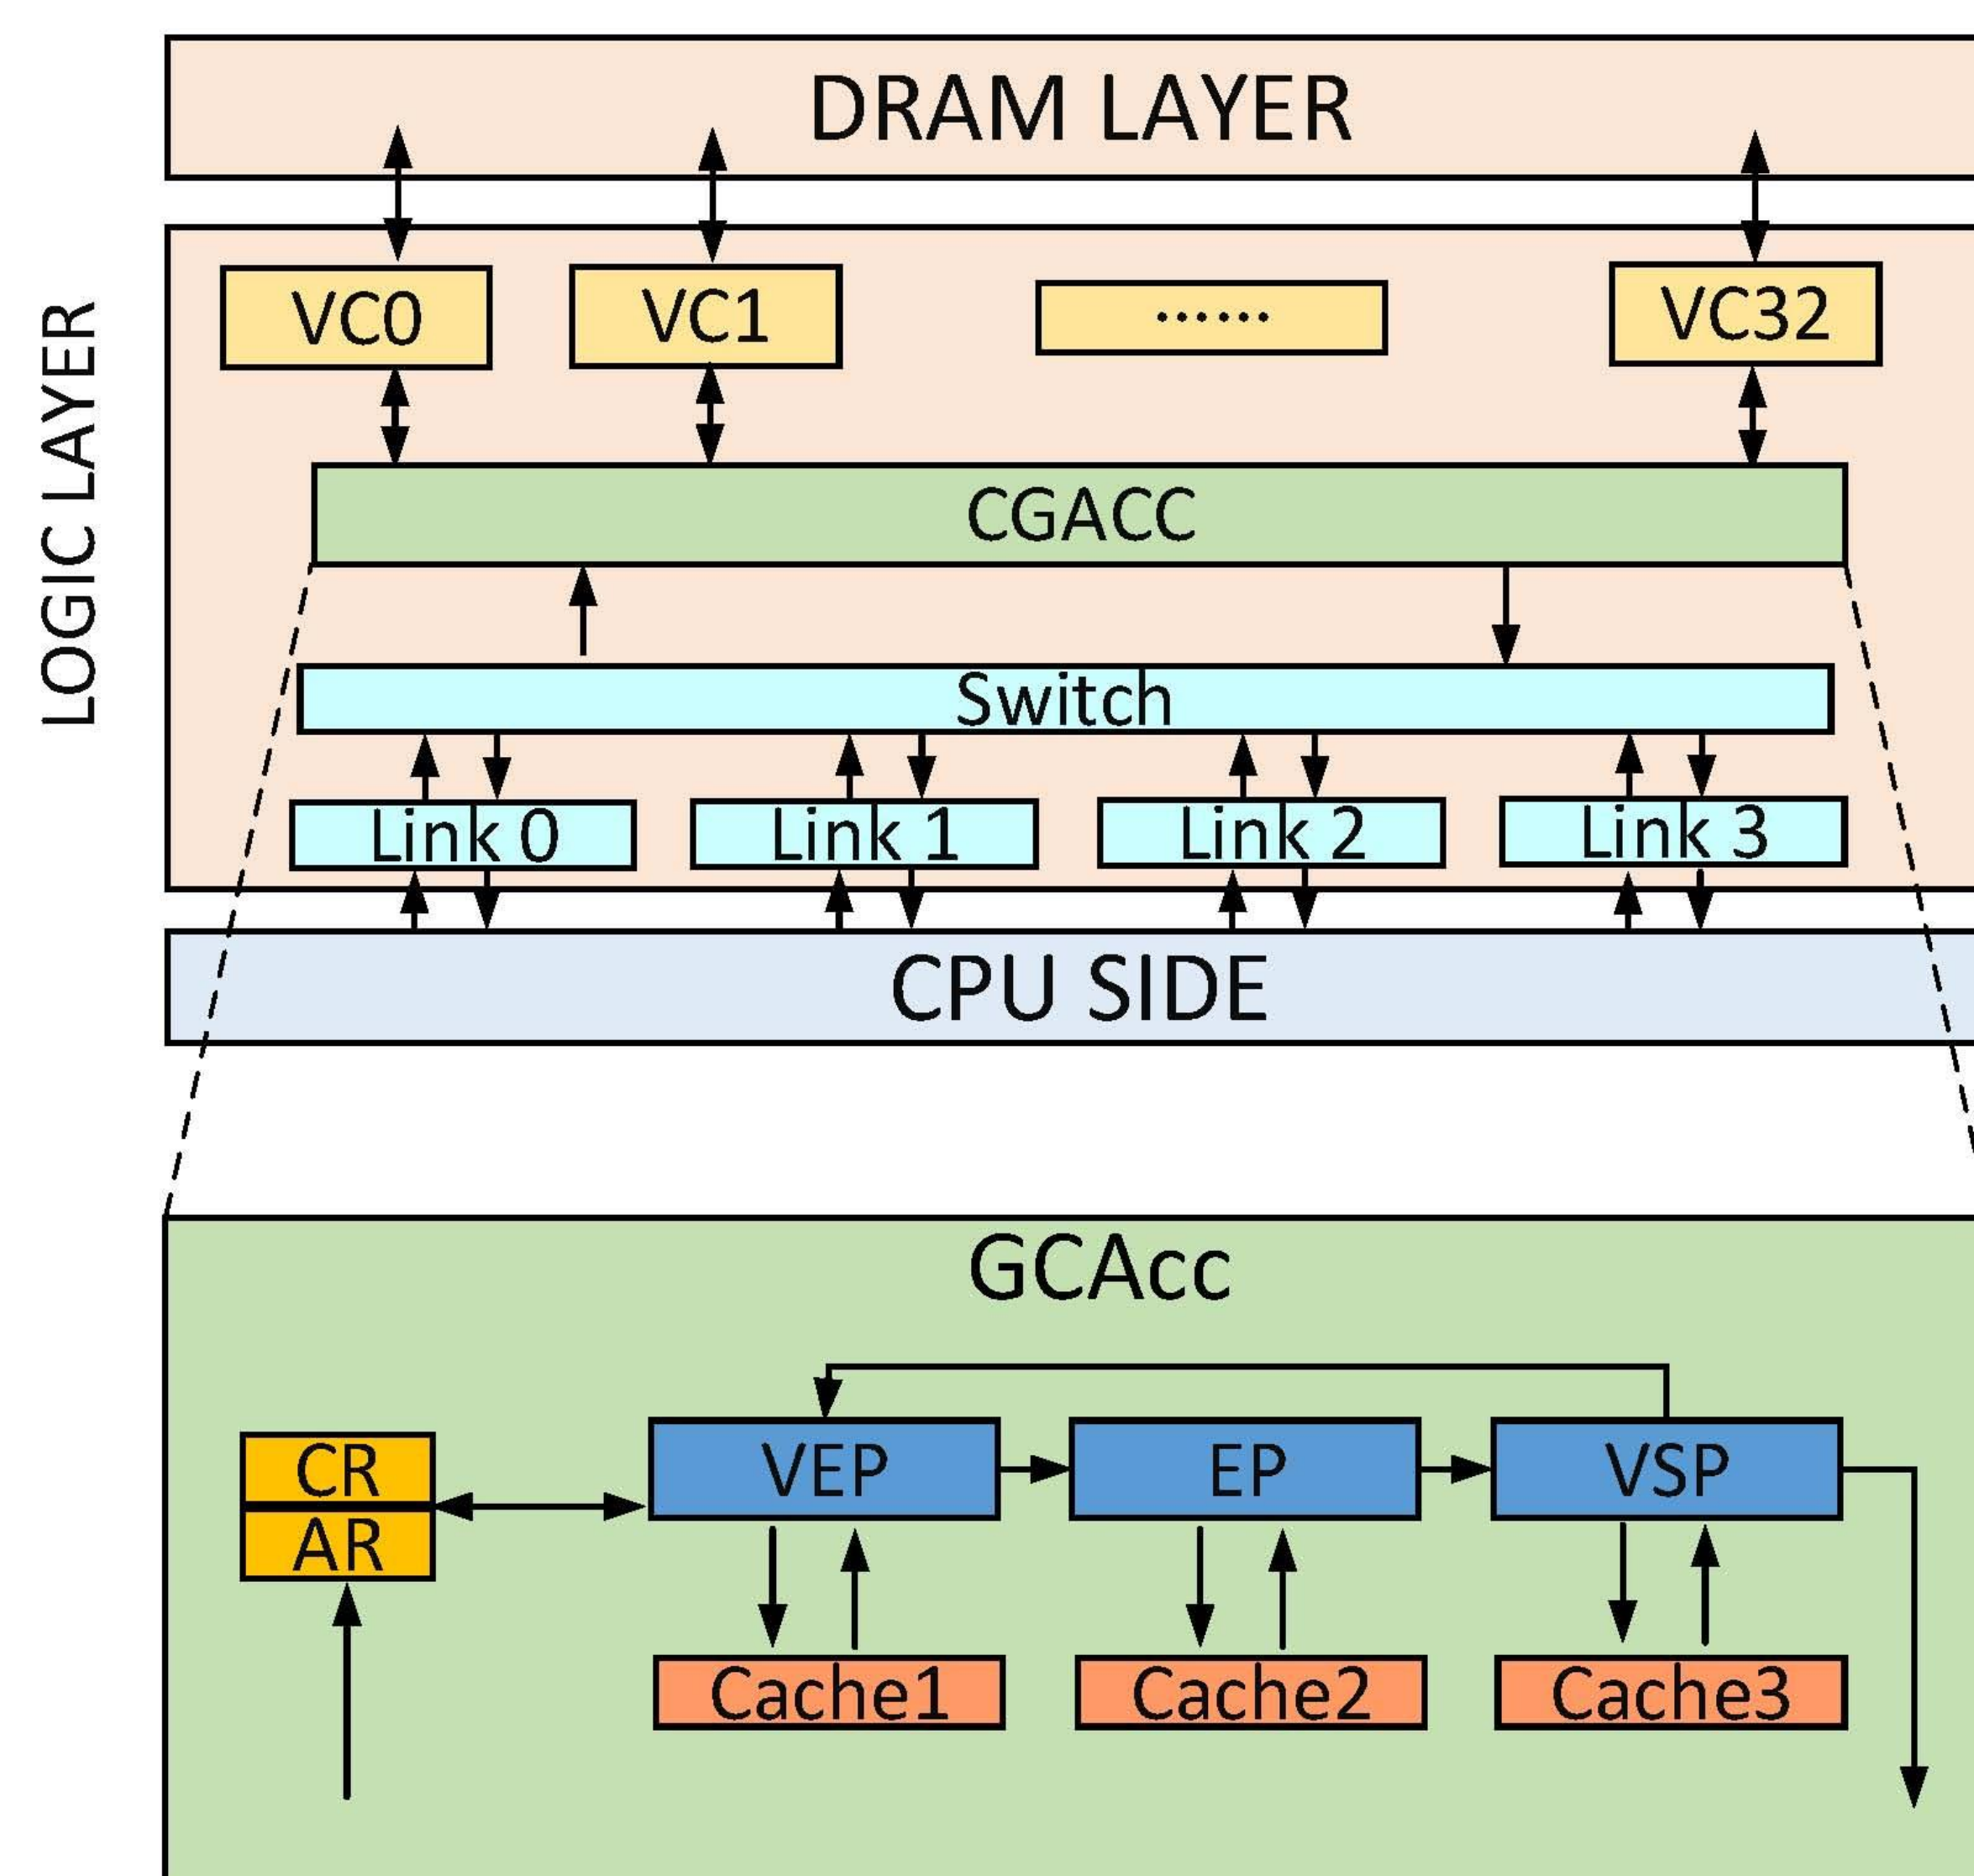 DRAM LAYER
LOGIC LAYER
VC0 VC1 ...... VC32
CGACC
Switch
Link 0 Link 1 Link 2 Link 3
CPU SIDE
GCAcc
CR VEP EP VSP
AR
Cache1 Cache2 Cache3